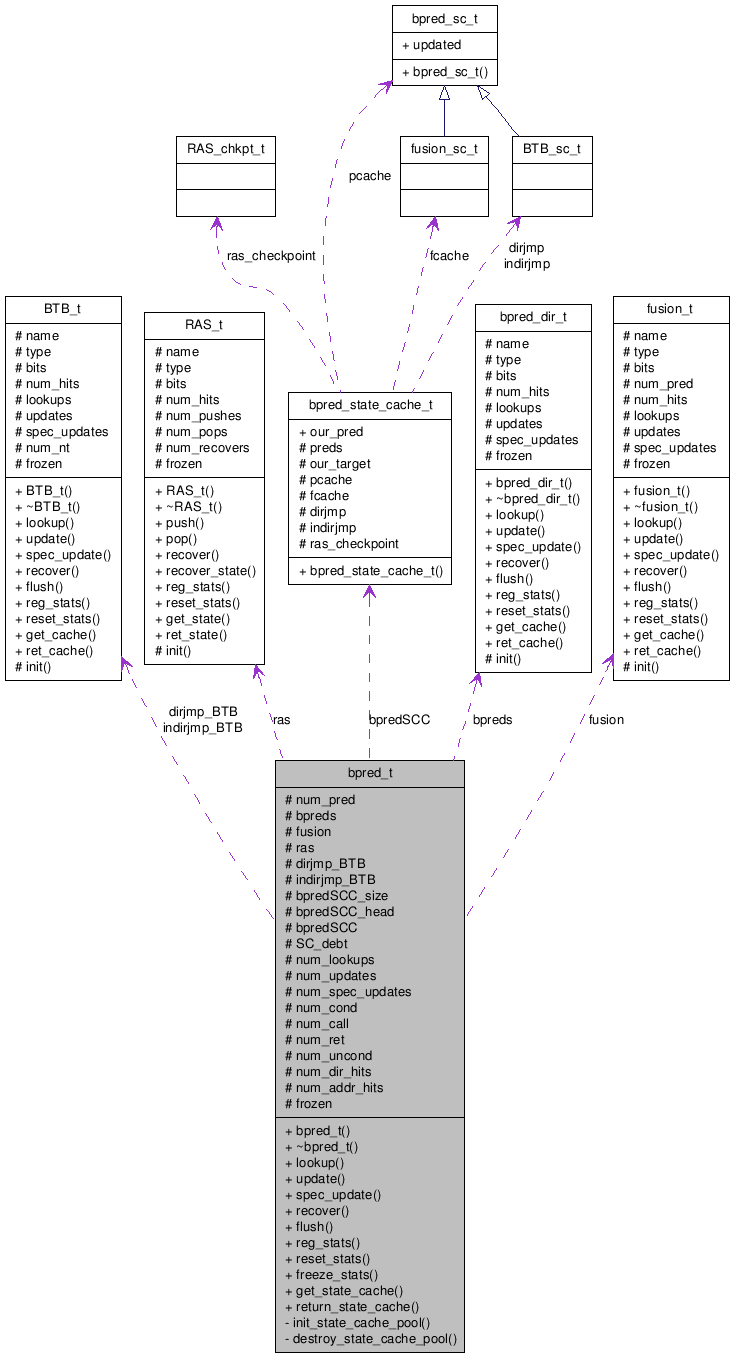 bpred_sc_t
+ updated
+ bpred_sc_t()
RAS_chkpt_t
fusion_sc_t
BTB_sc_t
pcache
ras_checkpoint
fcache
dirjmp
indirjmp
BTB_t
# name
# type
# bits
# num_hits
# lookups
# updates
# spec_updates
# num_nt
# frozen
+ BTB_t()
+ ~BTB_t()
+ lookup()
+ update()
+ spec_update()
+ recover()
+ flush()
+ reg_stats()
+ reset_stats()
+ get_cache()
+ ret_cache()
# init()
RAS_t
# name
# type
# bits
# num_hits
# num_pushes
# num_pops
# num_recovers
# frozen
+ RAS_t()
+ ~RAS_t()
+ push()
+ pop()
+ recover()
+ recover_state()
+ reg_stats()
+ reset_stats()
+ get_state()
+ ret_state()
# init()
bpred_state_cache_t
+ our_pred
# preds
# our_target
# pcache
# fcache
# dirjmp
# indirjmp
# ras_checkpoint
+ bpred_state_cache_t()
bpred_dir_t
# name
# type
# bits
# num_hits
# lookups
# updates
# spec_updates
# frozen
+ bpred_dir_t()
+ ~bpred_dir_t()
+ lookup()
+ update()
+ spec_update()
+ recover()
+ flush()
+ reg_stats()
+ reset_stats()
+ get_cache()
+ ret_cache()
# init()
fusion_t
# name
# type
# bits
# num_pred
# num_hits
# lookups
# updates
# spec_updates
# frozen
+ fusion_t()
+ ~fusion_t()
+ lookup()
+ update()
+ spec_update()
+ recover()
+ flush()
+ reg_stats()
+ reset_stats()
+ get_cache()
+ ret_cache()
# init()
dirjmp_BTB
indirjmp_BTB
ras
bpredSCC
bpreds
fusion
bpred_t
# num_pred
# bpreds
# fusion
# ras
# dirjmp_BTB
# indirjmp_BTB
# bpredSCC_size
# bpredSCC_head
# bpredSCC
# SC_debt
# num_lookups
# num_updates
# num_spec_updates
# num_cond
# num_call
# num_ret
# num_uncond
# num_dir_hits
# num_addr_hits
# frozen
+ bpred_t()
+ ~bpred_t()
+ lookup()
+ update()
+ spec_update()
+ recover()
+ flush()
+ reg_stats()
+ reset_stats()
+ freeze_stats()
+ get_state_cache()
+ return_state_cache()
- init_state_cache_pool()
- destroy_state_cache_pool()